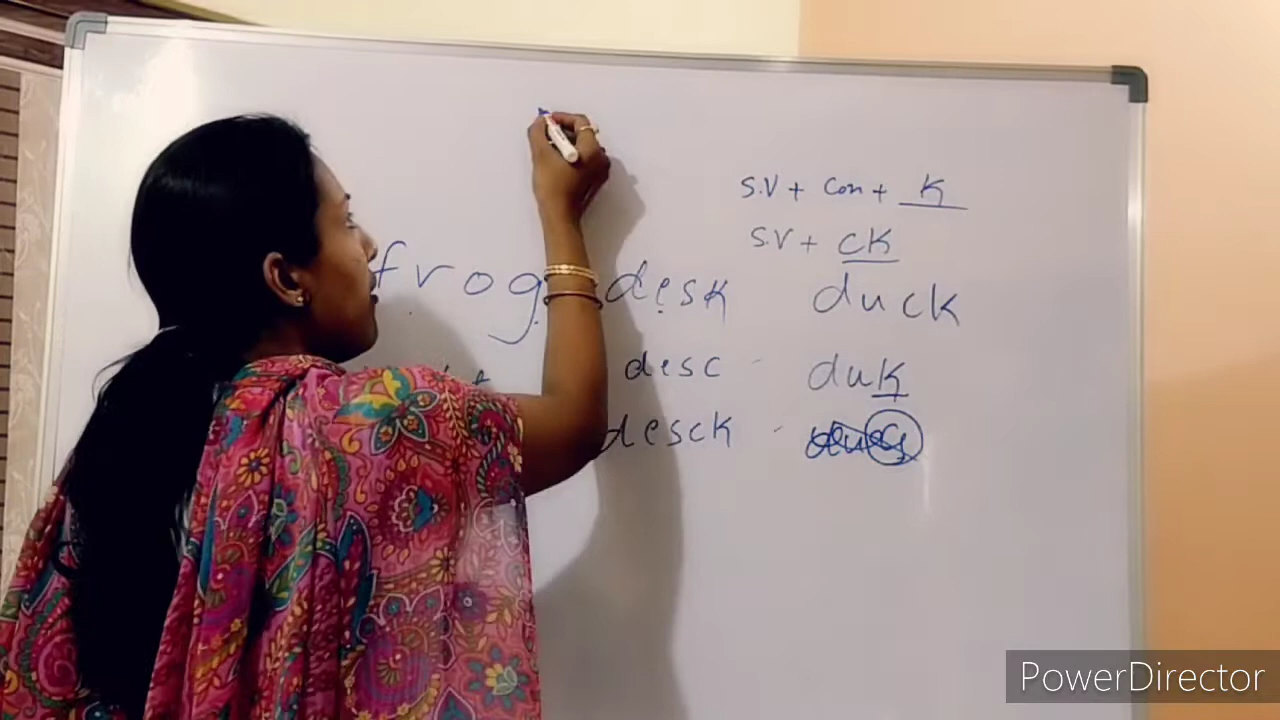 S.V + Con + K
S.V + CK
frog desk duck
desc - duk
desck -
PowerDirector